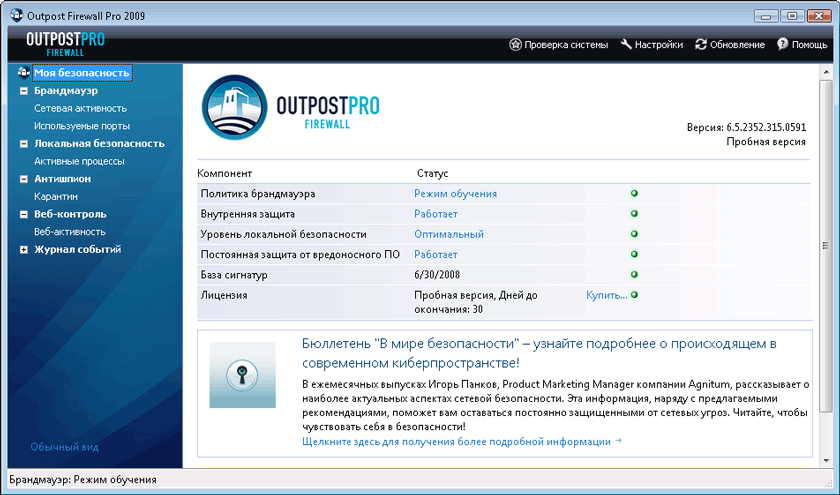 Outpost Firewall Pro 2009
OUTPOSTPRO
FIREWALL
Проверка системы Настройки Обновление Помощь
Моя безопасность
Брандмауэр
Сетевая активность
Используемые порты
Локальная безопасность
Активные процессы
Антишпион
Карантин
Веб-контроль
Веб-активность
Журнал событий
Обычный вид
OUTPOSTPRO
FIREWALL
Версия: 6.5.2352.315.0591
Пробная версия
Компонент Статус
Политика брандмауэра Режим обучения
Внутренняя защита Работает
Уровень локальной безопасности Оптимальный
Постоянная защита от вредоносного ПО Работает
База сигнатур 6/30/2008
Лицензия Пробная версия, Дней до Купить...
окончания: 30
Бюллетень "В мире безопасности" – узнайте подробнее о происходящем в
современном киберпространстве!
В ежемесячных выпусках Игорь Панков, Product Marketing Manager компании Agnitum, рассказывает о
наиболее актуальных аспектах сетевой безопасности. Эта информация, наряду с предлагаемыми
рекомендациями, поможет вам оставаться постоянно защищенными от сетевых угроз. Читайте, чтобы
чувствовать себя в безопасности!
Щелкните здесь для получения более подробной информации →
Брандмауэр: Режим обучения